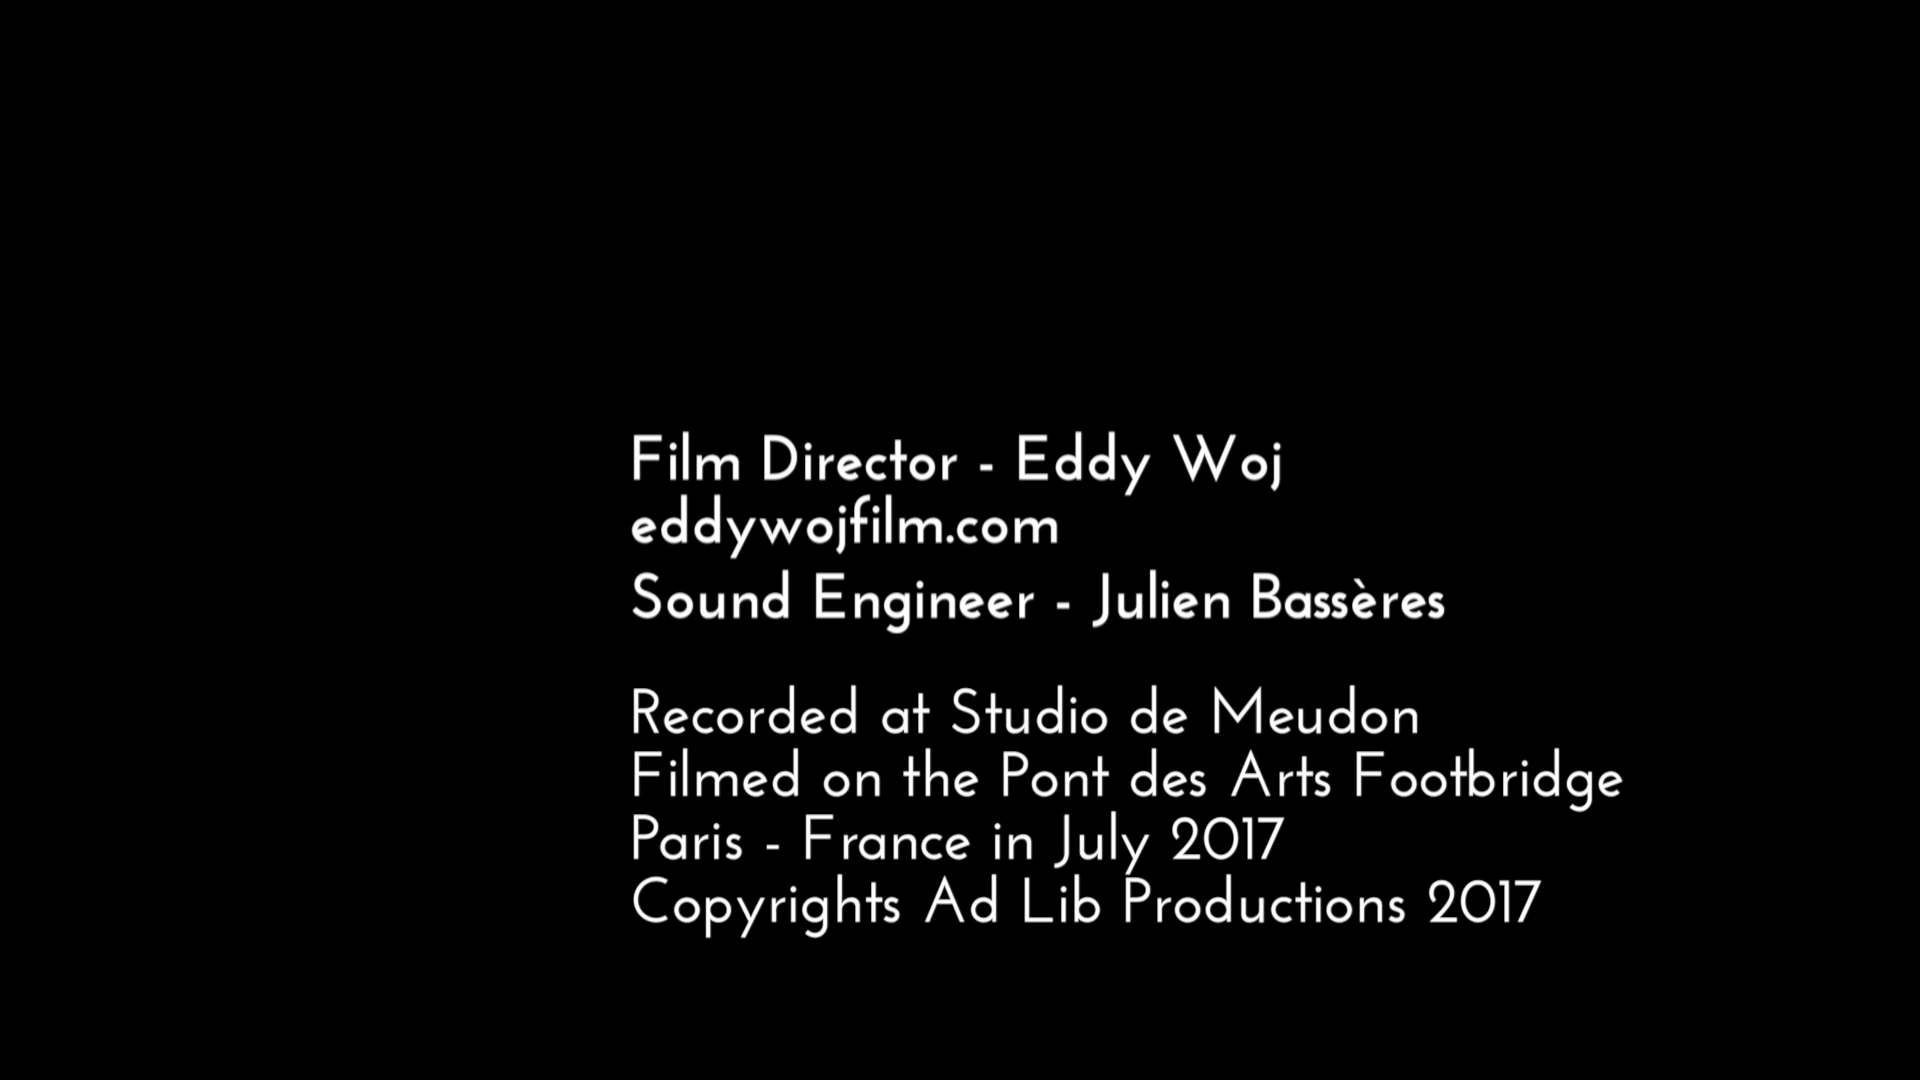 Film Director - Eddy Woj
eddywojfilm.com
Sound Engineer - Julien Bassères
Recorded at Studio de Meudon
Filmed on the Pont des Arts Footbridge
Paris - France in July 2017
Copyrights Ad Lib Productions 2017